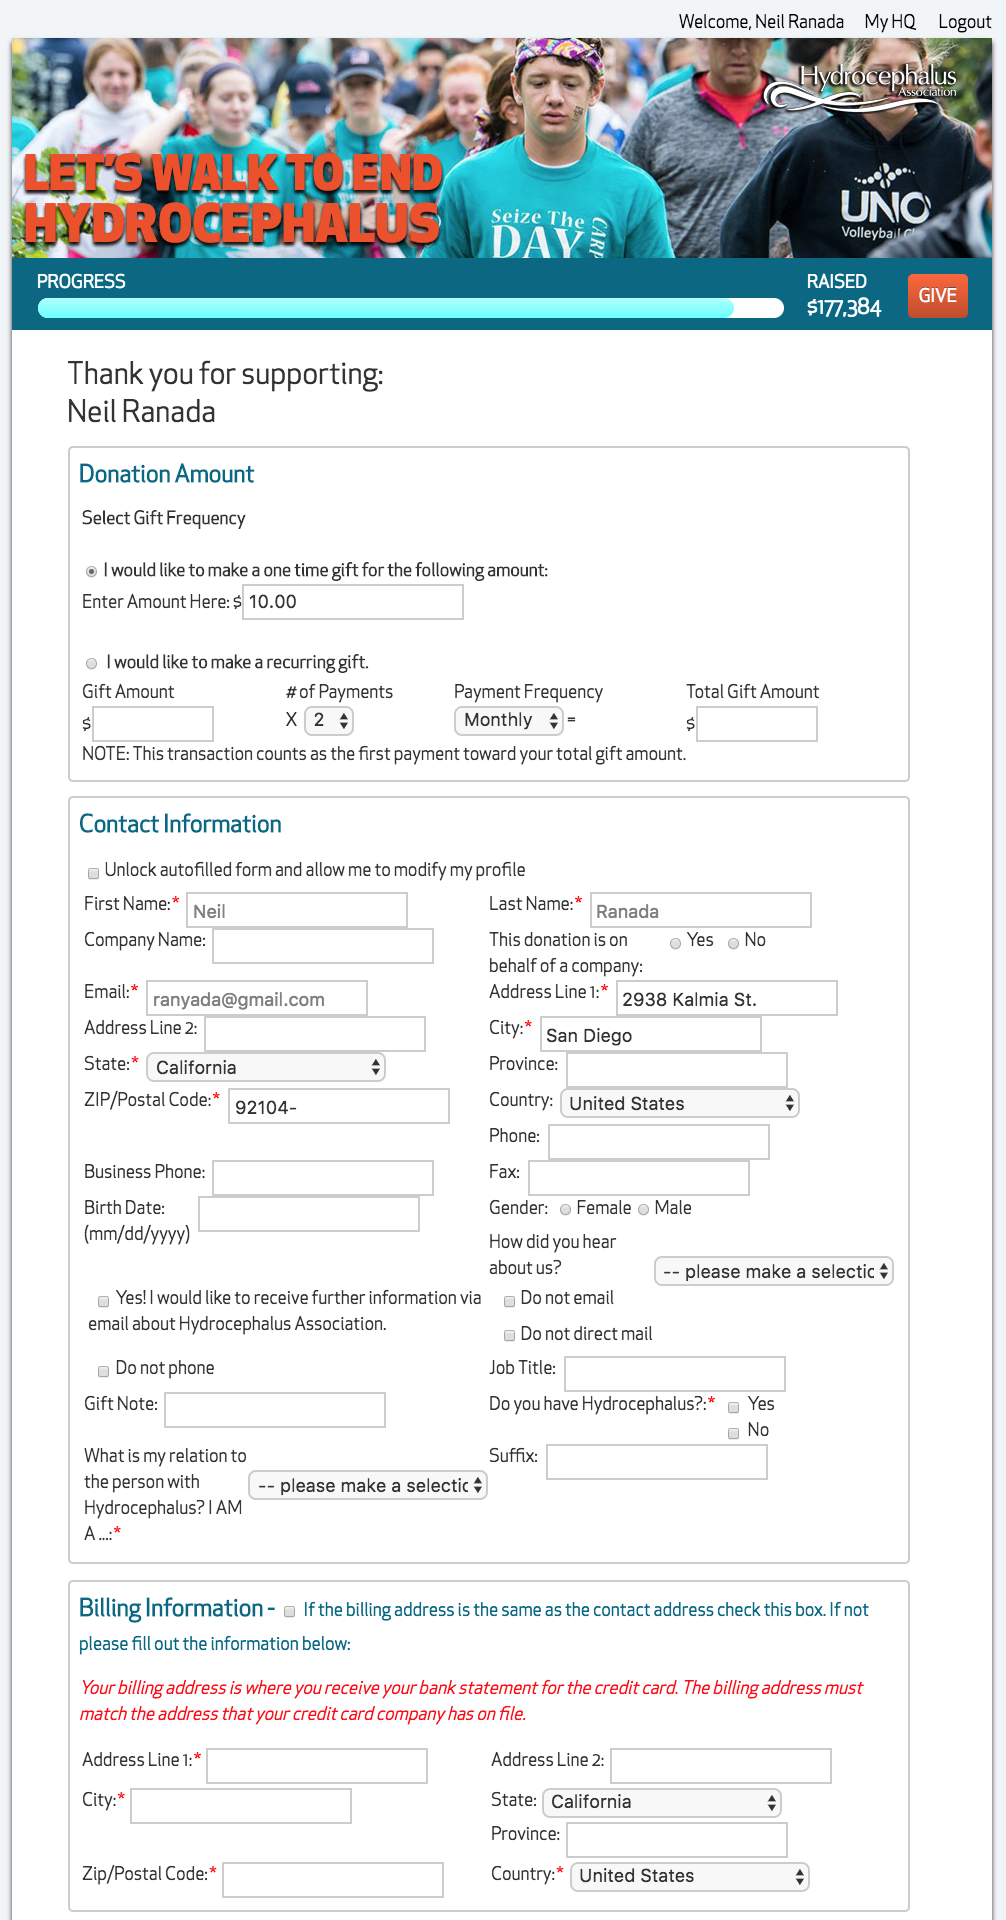 Welcome, Neil Ranada My HQ Logout
Hydrocephalus
Association
LET'S WALK TO END
HYDROCEPHALUS
Seize The
DAY
CARP
UNO
Volleyball
PROGRESS
RAISED
$177,384
GIVE
Thank you for supporting:
Neil Ranada
Donation Amount
Select Gift Frequency
I would like to make a one time gift for the following amount:
Enter Amount Here: $ 10.00
I would like to make a recurring gift.
Gift Amount # of Payments Payment Frequency Total Gift Amount
$ X 2 Monthly = $
NOTE: This transaction counts as the first payment toward your total gift amount.
Contact Information
Unlock autofilled form and allow me to modify my profile
First Name:* Neil Last Name:* Ranada
Company Name: This donation is on Yes No
behalf of a company:
Email:* ranyada@gmail.com Address Line 1:* 2938 Kalmia St.
Address Line 2: City:* San Diego
State:* California Province:
ZIP/Postal Code:* 92104- Country: United States
Phone:
Business Phone: Fax:
Birth Date: Gender: Female Male
(mm/dd/yyyy)
How did you hear
about us? -- please make a selectic
Yes! I would like to receive further information via Do not email
email about Hydrocephalus Association.
Do not direct mail
Do not phone Job Title:
Gift Note: Do you have Hydrocephalus?:* Yes
No
What is my relation to Suffix:
the person with -- please make a selectic
Hydrocephalus? I AM
A ...:*
Billing Information - If the billing address is the same as the contact address check this box. If not
please fill out the information below:
Your billing address is where you receive your bank statement for the credit card. The billing address must
match the address that your credit card company has on file.
Address Line 1:* Address Line 2:
City:* State: California
Province:
Zip/Postal Code:* Country:* United States